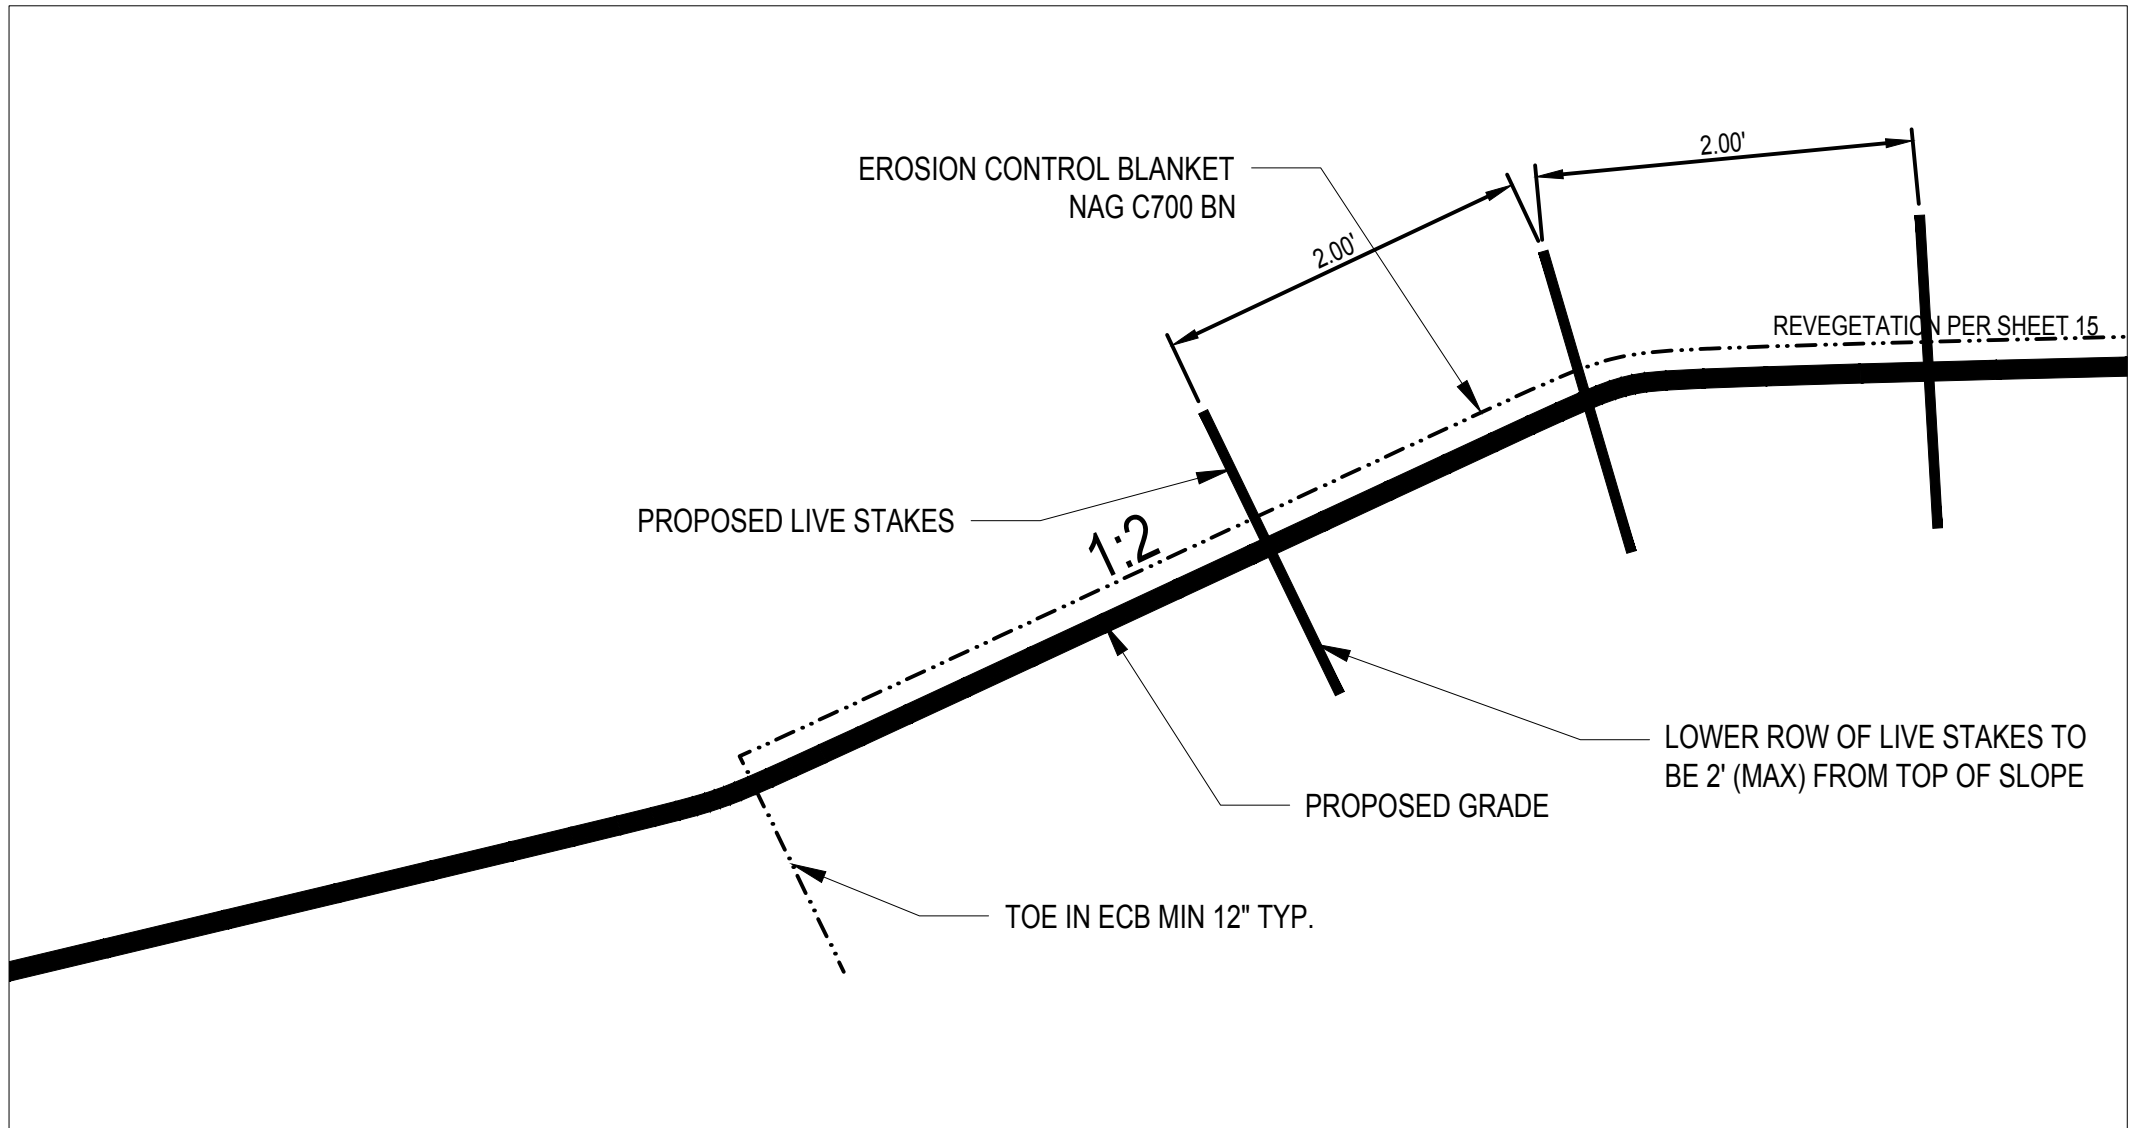 2.00'
EROSION CONTROL BLANKET
NAG C700 BN
2.00'
REVEGETATION PER SHEET 15
PROPOSED LIVE STAKES
1:2
LOWER ROW OF LIVE STAKES TO
BE 2' (MAX) FROM TOP OF SLOPE
PROPOSED GRADE
TOE IN ECB MIN 12" TYP.